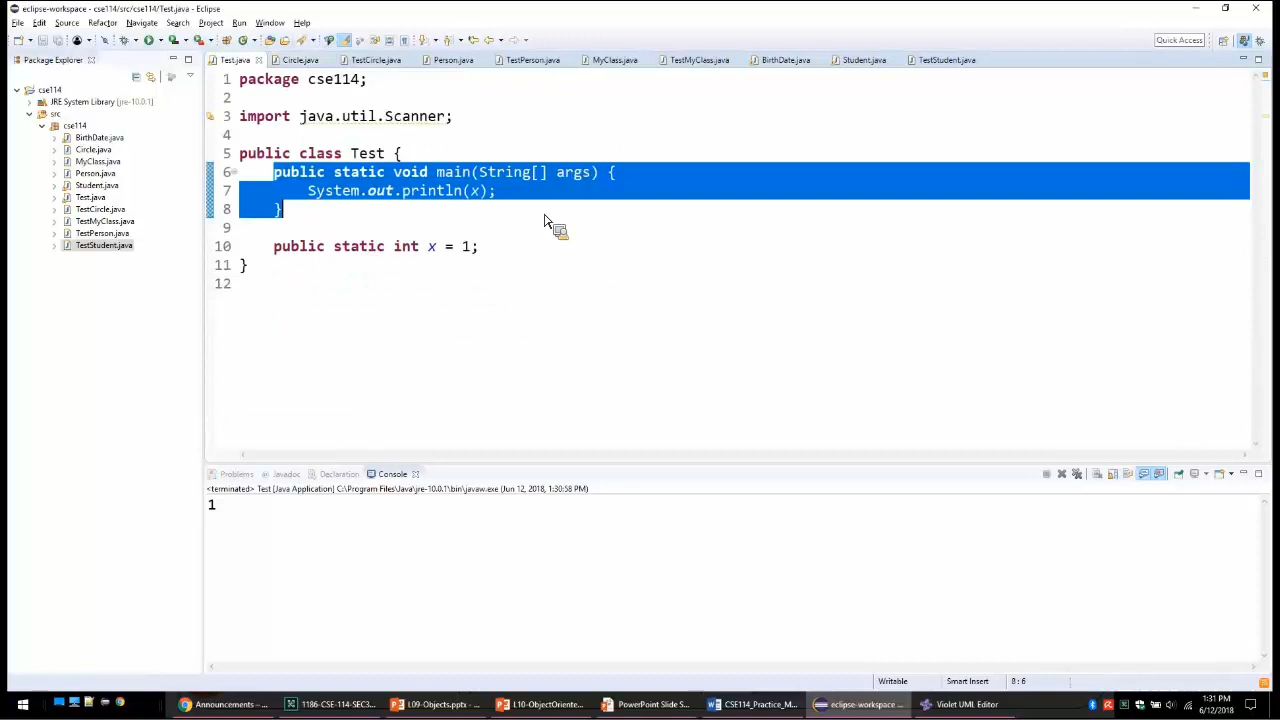 eclipse-workspace - cse114/src/cse114/Test.java - Eclipse
File Edit Source Refactor Navigate Search Project Run Window Help
Quick Access
Package Explorer
Test.java Circle.java TestCircle.java Person.java TestPerson.java MyClass.java TestMyClass.java BirthDate.java Student.java TestStudent.java
cse114
JRE System Library [jre-10.0.1]
src
cse114
BirthDate.java
Circle.java
MyClass.java
Person.java
Student.java
Test.java
TestCircle.java
TestMyClass.java
TestPerson.java
TestStudent.java
1 package cse114;
2
3 import java.util.Scanner;
4
5 public class Test {
6 public static void main(String[] args) {
7 System.out.println(x);
8 }
9
10 public static int x = 1;
11 }
12
Problems Javadoc Declaration Console
<terminated> Test [Java Application] C:\Program Files\Java\jre-10.0.1\bin\javaw.exe (Jun 12, 2018, 1:30:58 PM)
1
Writable Smart Insert 8 : 6
Announcements – ... 1186-CSE-114-SEC3... L09-Objects.pptx - ... L10-ObjectOriente... PowerPoint Slide S... CSE114_Practice_M... eclipse-workspace ... Violet UML Editor
1:31 PM
6/12/2018